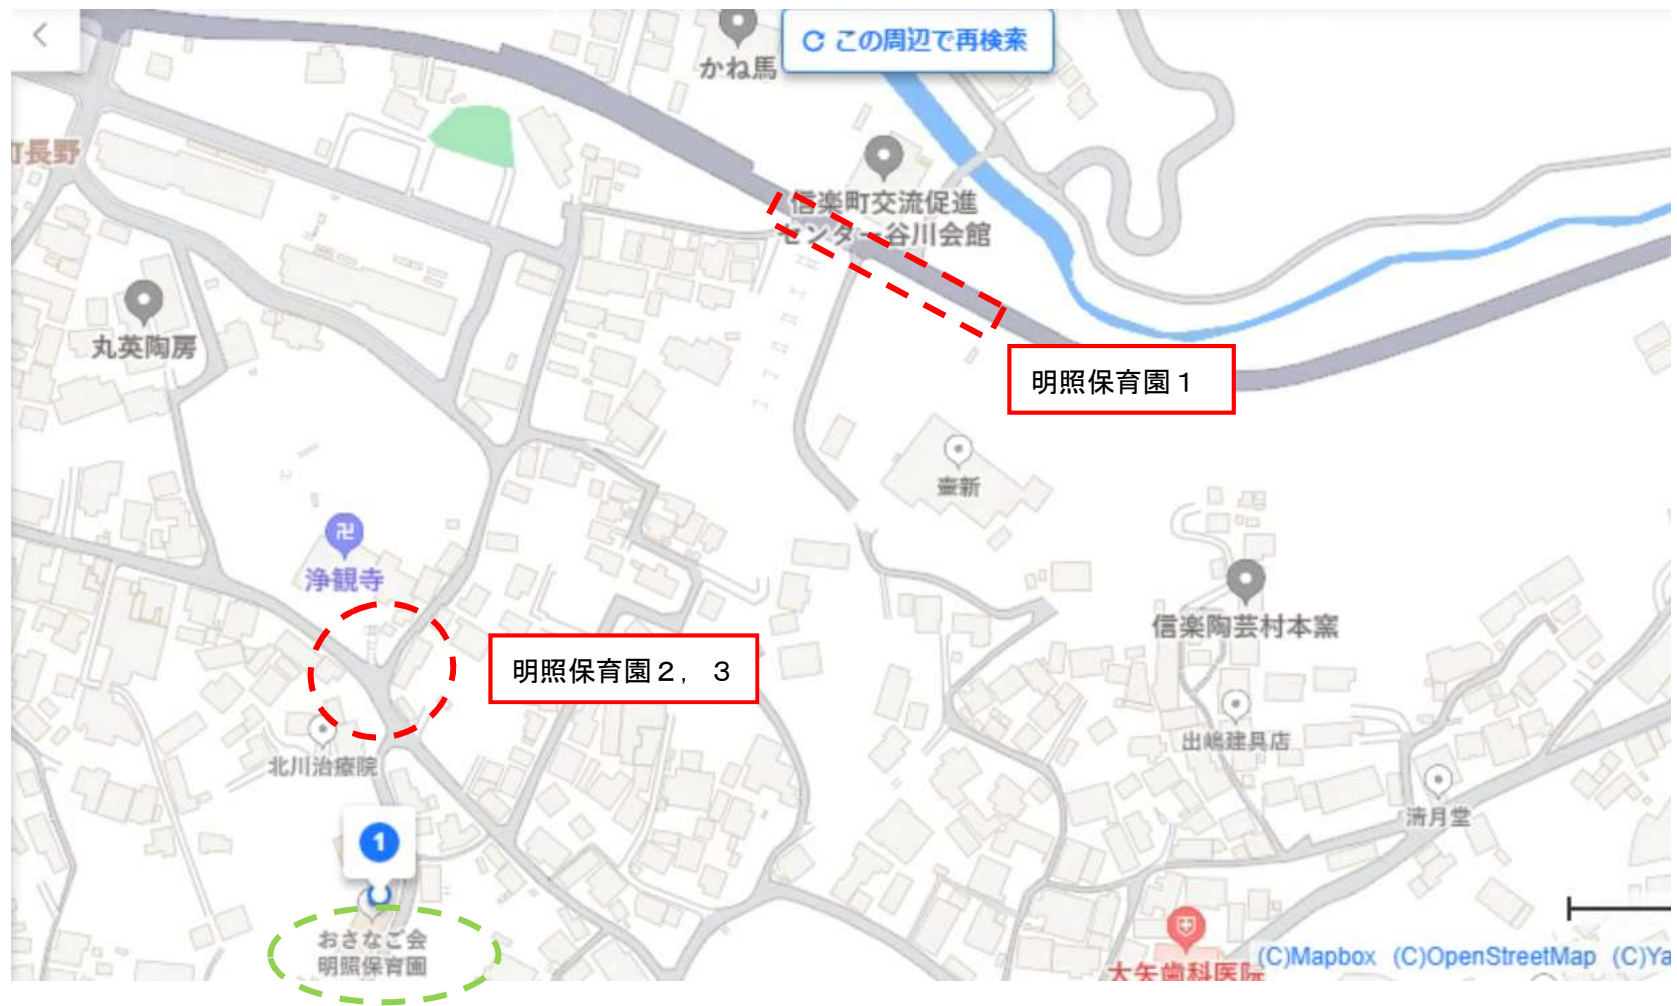 この周辺で再検索
かね馬
町長野
信楽町交流促進
センター谷川会館
丸英陶房
明照保育園１
壷新
卍
浄観寺
信楽陶芸村本窯
明照保育園２，３
出嶋建具店
北川治療院
清月堂
1
おさなご会
明照保育園
大矢歯科医院
(C)Mapbox (C)OpenStreetMap (C)Ya